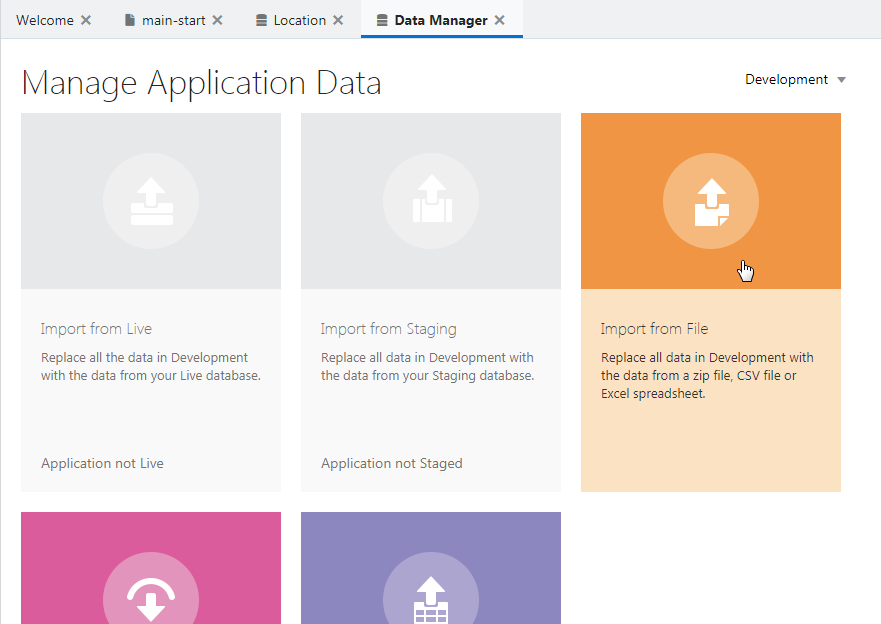 Welcome
main-start
Location
Data Manager
Manage Application Data
Development
Import from Live
Replace all the data in Development
with the data from your Live database.
Application not Live
Import from Staging
Replace all data in Development with
the data from your Staging database.
Application not Staged
Import from File
Replace all data in Development with
the data from a zip file, CSV file or
Excel spreadsheet.